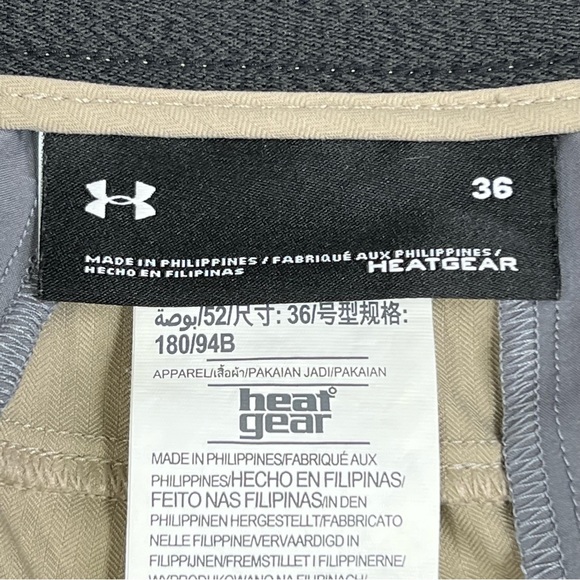 36
MADE IN PHILIPPINES / FABRIQUÉ AUX PHILIPPINES /
HECHO EN FILIPINAS
HEATGEAR
بوصة/52/尺寸: 36/号型规格:
180/94B
APPAREL/เสื้อผ้า/PAKAIAN JADI/PAKAIAN
heat
gear
MADE IN PHILIPPINES/FABRIQUÉ AUX
PHILIPPINES/HECHO EN FILIPINAS/
FEITO NAS FILIPINAS/IN DEN
PHILIPPINEN HERGESTELLT/FABBRICATO
NELLE FILIPPINE/VERVAARDIGD IN
FILIPPIJNEN/FREMSTILLET I FILIPPINERNE/
WYPRODUKOWANO NA FILIPINACH/